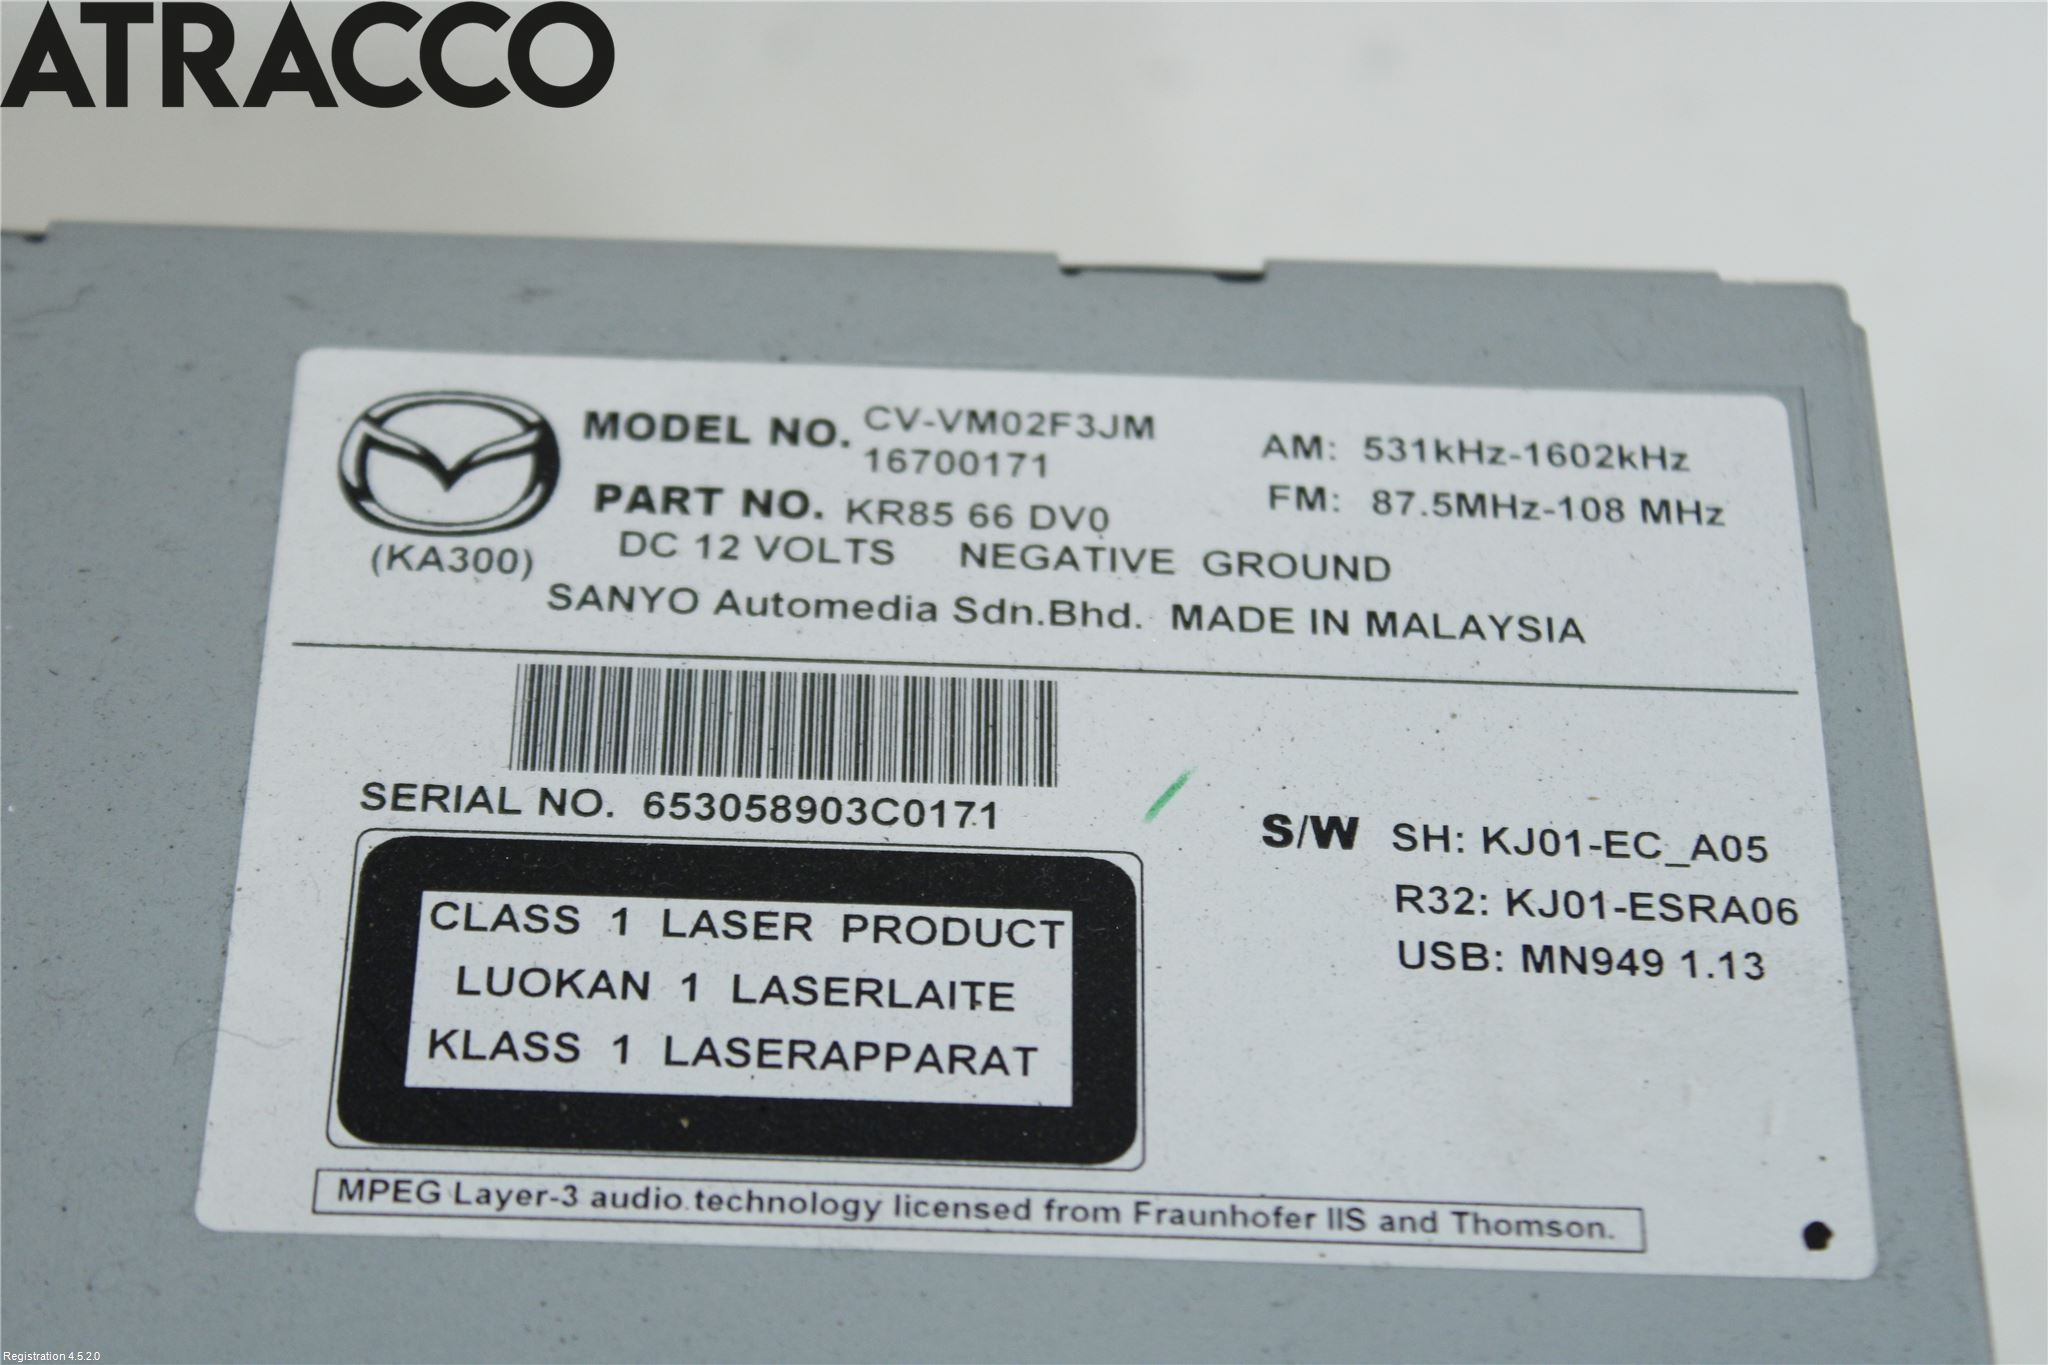 ATRACCO
MODEL NO. CV-VM02F3JM
16700171
AM: 531kHz-1602kHz
PART NO. KR85 66 DV0
FM: 87.5MHz-108 MHz
(KA300)
DC 12 VOLTS NEGATIVE GROUND
SANYO Automedia Sdn.Bhd. MADE IN MALAYSIA
SERIAL NO. 653058903C0171
S/W SH: KJ01-EC_A05
R32: KJ01-ESRA06
USB: MN949 1.13
CLASS 1 LASER PRODUCT
LUOKAN 1 LASERLAITE
KLASS 1 LASERAPPARAT
MPEG Layer-3 audio technology licensed from Fraunhofer IIS and Thomson.
Registration 4.5.2.0